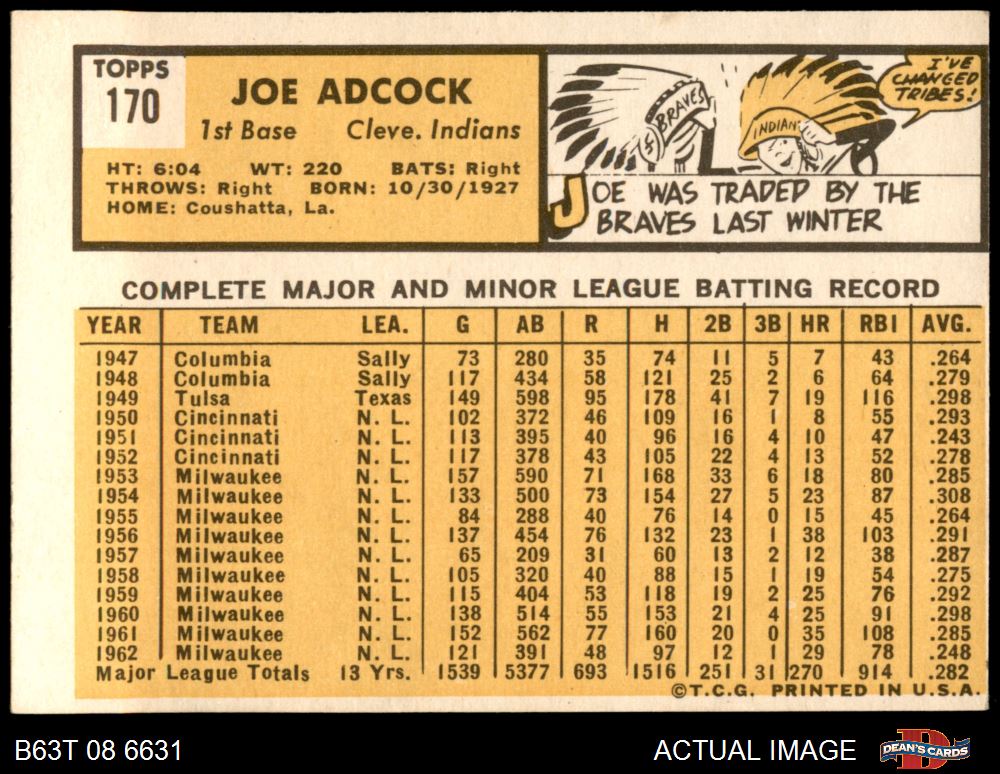 TOPPS
170
JOE ADCOCK
1st Base Cleve. Indians
HT: 6:04 WT: 220 BATS: Right
THROWS: Right BORN: 10/30/1927
HOME: Coushatta, La.
BRAVES
INDIAN
I'VE
CHANGED
TRIBES!
JOE WAS TRADED BY THE
BRAVES LAST WINTER
COMPLETE MAJOR AND MINOR LEAGUE BATTING RECORD
YEAR TEAM LEA. G AB R H 2B 3B HR RBI AVG.
1947 Columbia Sally 73 280 35 74 11 5 7 43 .264
1948 Columbia Sally 117 434 58 121 25 2 6 64 .279
1949 Tulsa Texas 149 598 95 178 41 7 19 116 .298
1950 Cincinnati N. L. 102 372 46 109 16 1 8 55 .293
1951 Cincinnati N. L. 113 395 40 96 16 4 10 47 .243
1952 Cincinnati N. L. 117 378 43 105 22 4 13 52 .278
1953 Milwaukee N. L. 157 590 71 168 33 6 18 80 .285
1954 Milwaukee N. L. 133 500 73 154 27 5 23 87 .308
1955 Milwaukee N. L. 84 288 40 76 14 0 15 45 .264
1956 Milwaukee N. L. 137 454 76 132 23 1 38 103 .291
1957 Milwaukee N. L. 65 209 31 60 13 2 12 38 .287
1958 Milwaukee N. L. 105 320 40 88 15 1 19 54 .275
1959 Milwaukee N. L. 115 404 53 118 19 2 25 76 .292
1960 Milwaukee N. L. 138 514 55 153 21 4 25 91 .298
1961 Milwaukee N. L. 152 562 77 160 20 0 35 108 .285
1962 Milwaukee N. L. 121 391 48 97 12 1 29 78 .248
Major League Totals 13 Yrs. 1539 5377 693 1516 251 31 270 914 .282
©T.C.G. PRINTED IN U.S.A.
B63T 08 6631 ACTUAL IMAGE DEAN'S CARDS